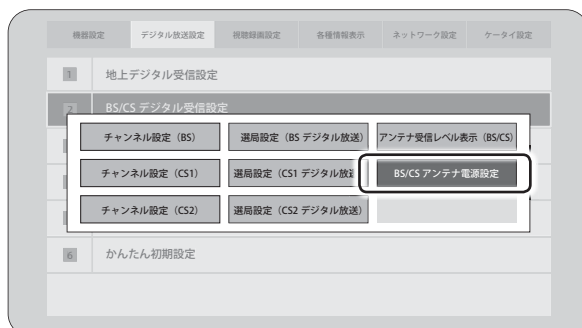 機器設定 デジタル放送設定 視聴録画設定 各種情報表示 ネットワーク設定 ケータイ設定
1 地上デジタル受信設定
2 BS/CS デジタル受信設定
チャンネル設定（BS） 選局設定（BS デジタル放送） アンテナ受信レベル表示（BS/CS）
チャンネル設定（CS1） 選局設定（CS1 デジタル放送 BS/CS アンテナ電源設定
チャンネル設定（CS2） 選局設定（CS2 デジタル放送）
6 かんたん初期設定